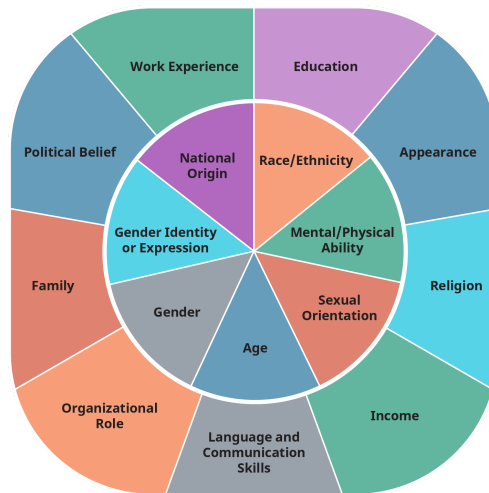 Work Experience
Education
Political Belief
Appearance
National
Origin
Race/Ethnicity
Gender Identity
or Expression
Mental/Physical
Ability
Family
Religion
Gender
Sexual
Orientation
Age
Organizational
Role
Income
Language and
Communication
Skills